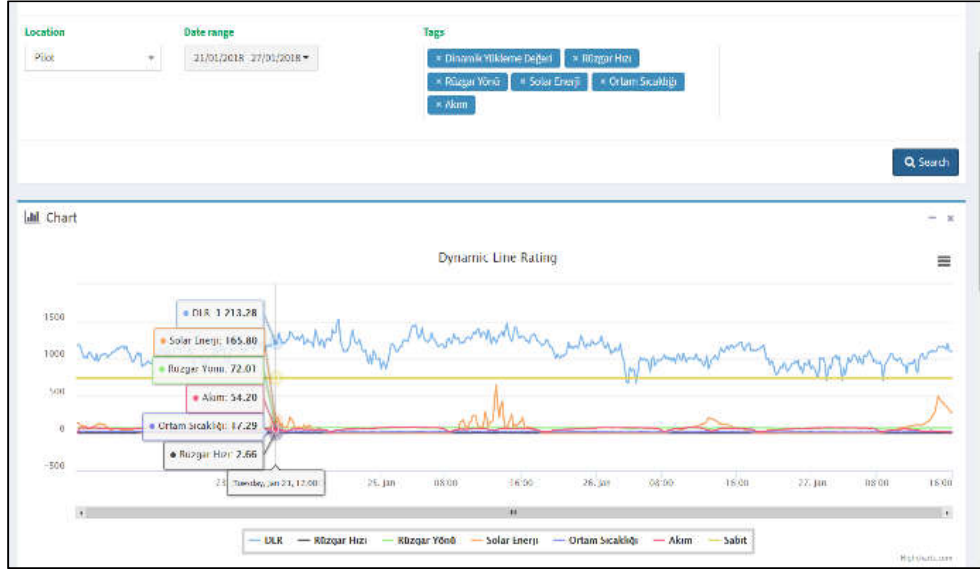 Location Date range Tags
Pilot 21/01/2018 27/01/2018
× Dinamik Yükleme Değeri × Rüzgar Hızı
× Rüzgar Yönü × Solar Enerji × Ortam Sıcaklığı
× Akım
Search
Chart
Dynamic Line Rating
1500
1000
500
0
-500
DLR: 1 213.28
Solar Enerji: 165.80
Rüzgar Yönü: 72.01
Akım: 54.20
Ortam Sıcaklığı: 17.29
Rüzgar Hızı: 2.66
25. Jan 08:00 16:00 26. Jan 08:00 16:00 27. Jan 08:00 16:00
DLR Rüzgar Hızı Rüzgar Yönü Solar Enerji Ortam Sıcaklığı Akım Sabit
Highcharts.com